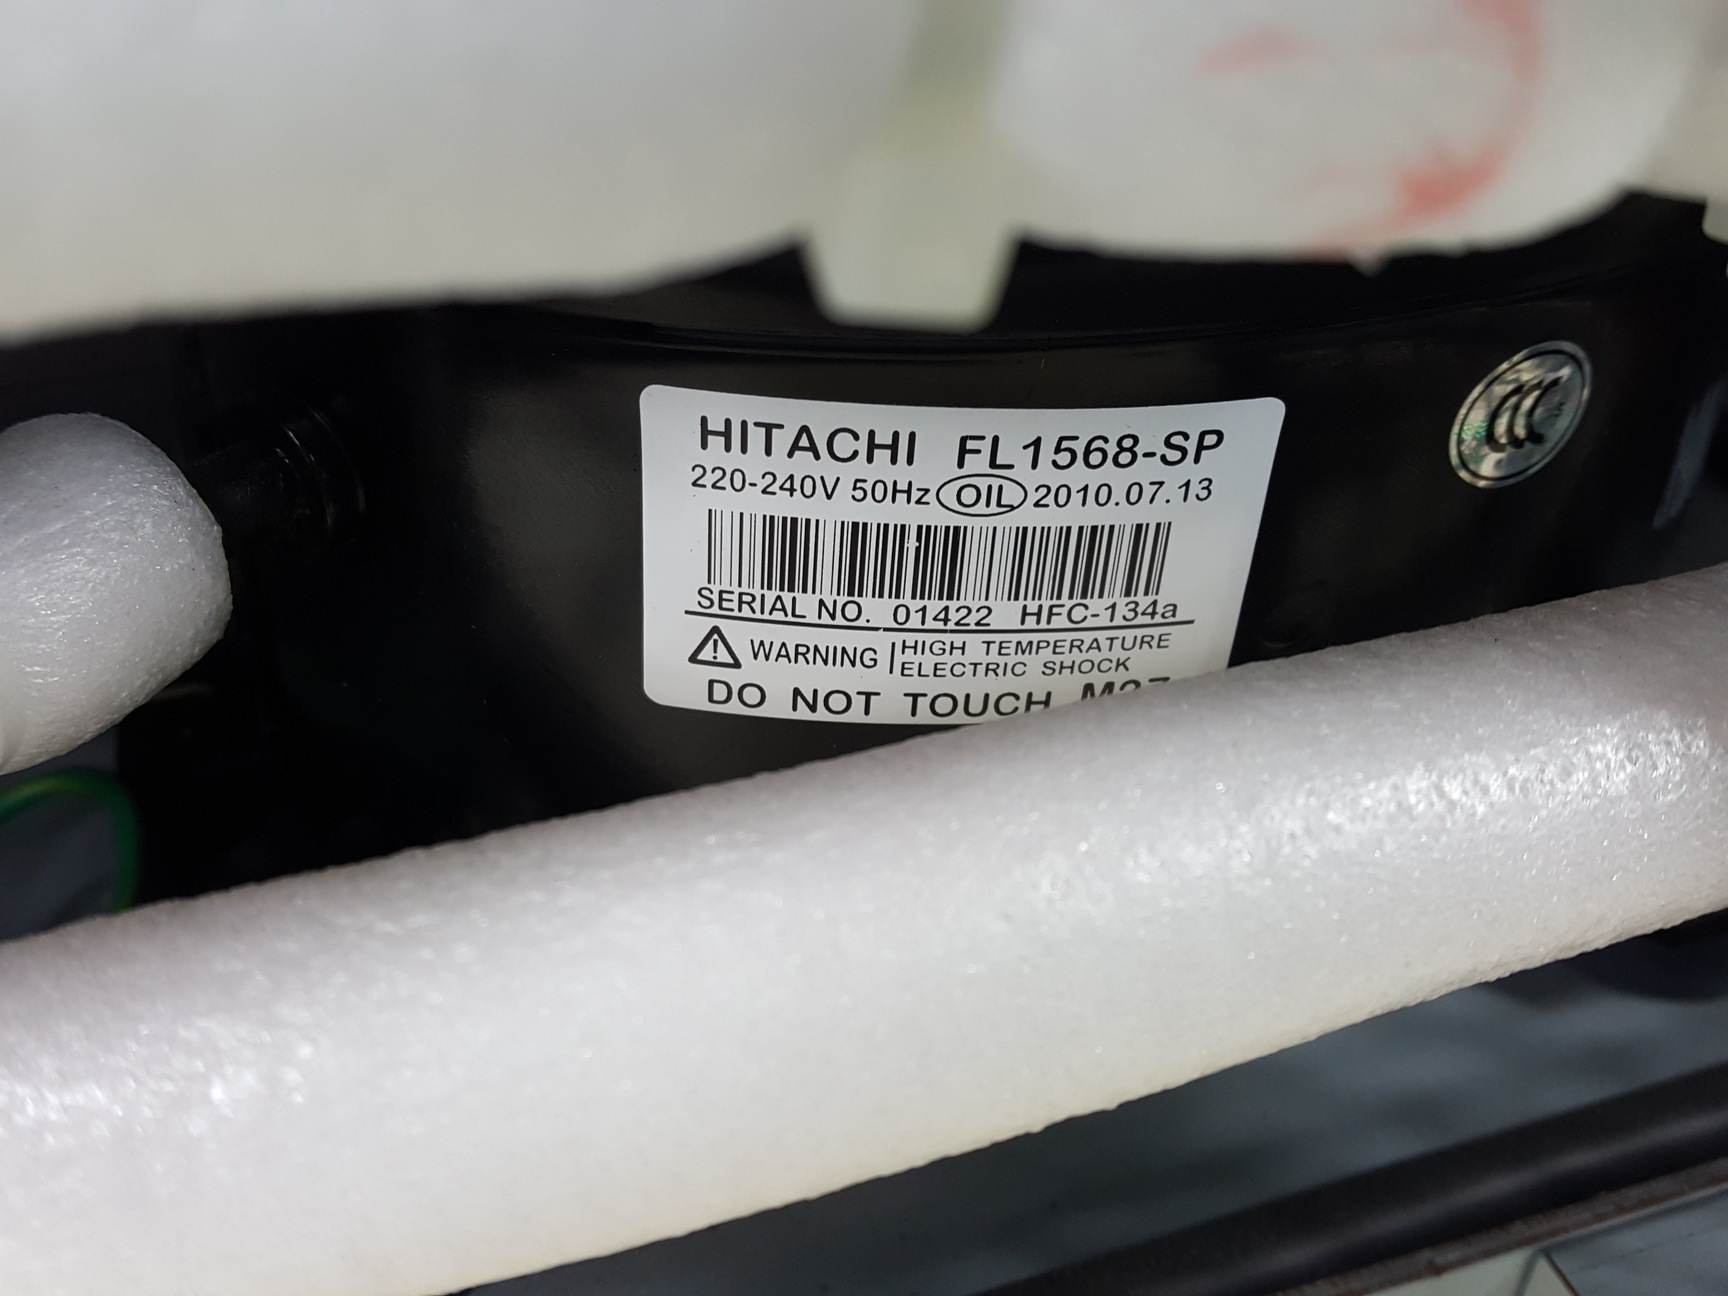 HITACHI FL1568-SP
220-240V 50Hz OIL 2010.07.13
SERIAL NO. 01422 HFC-134a
WARNING HIGH TEMPERATURE
ELECTRIC SHOCK
DO NOT TOUCH
CCC